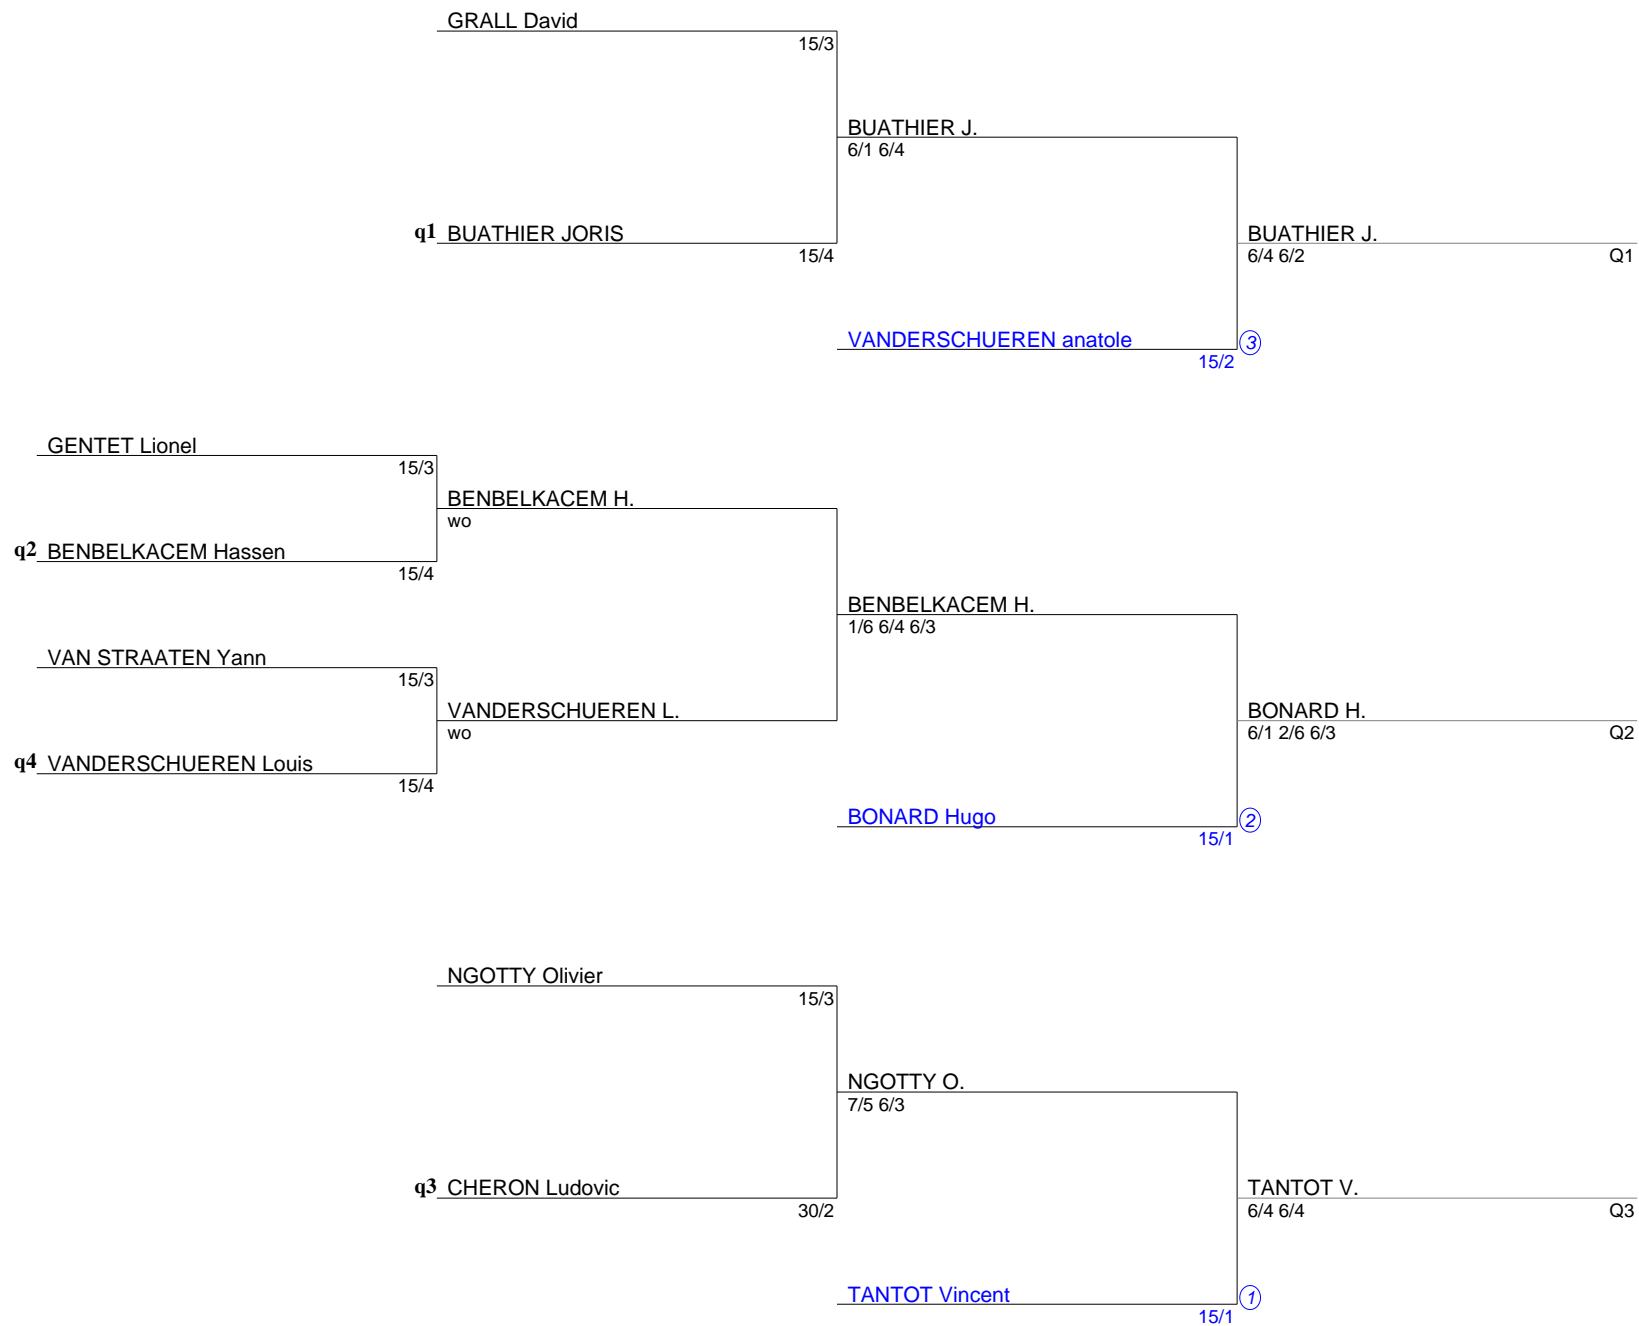 GRALL David
15/3
BUATHIER J.
6/1 6/4
q1 BUATHIER JORIS
15/4
BUATHIER J.
6/4 6/2
Q1
VANDERSCHUEREN anatole
3
15/2
GENTET Lionel
15/3
BENBELKACEM H.
wo
q2 BENBELKACEM Hassen
15/4
BENBELKACEM H.
1/6 6/4 6/3
VAN STRAATEN Yann
15/3
VANDERSCHUEREN L.
wo
q4 VANDERSCHUEREN Louis
15/4
BONARD H.
6/1 2/6 6/3
Q2
BONARD Hugo
2
15/1
NGOTTY Olivier
15/3
NGOTTY O.
7/5 6/3
q3 CHERON Ludovic
30/2
TANTOT V.
6/4 6/4
Q3
TANTOT Vincent
1
15/1